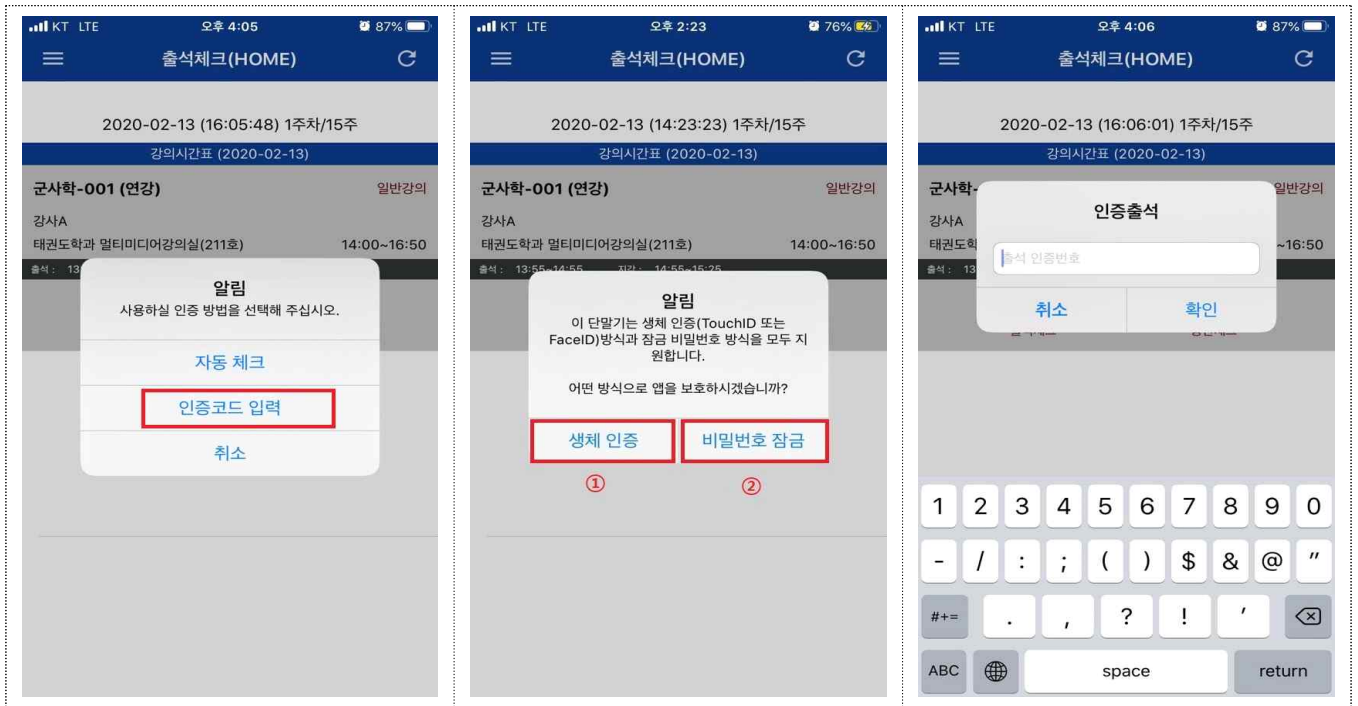 KT LTE 오후 4:05 87%
출석체크(HOME)
2020-02-13 (16:05:48) 1주차/15주
강의시간표 (2020-02-13)
군사학-001 (연강) 일반강의
강사A
태권도학과 멀티미디어강의실(211호) 14:00~16:50
출석 : 13
알림
사용하실 인증 방법을 선택해 주십시오.
자동 체크
인증코드 입력
취소
KT LTE 오후 2:23 76%
출석체크(HOME)
2020-02-13 (14:23:23) 1주차/15주
강의시간표 (2020-02-13)
군사학-001 (연강) 일반강의
강사A
태권도학과 멀티미디어강의실(211호) 14:00~16:50
출석 : 13:55~14:55 지각 : 14:55~15:25
알림
이 단말기는 생체 인증(TouchID 또는
FaceID)방식과 잠금 비밀번호 방식을 모두 지
원합니다.
어떤 방식으로 앱을 보호하시겠습니까?
생체 인증 비밀번호 잠금
① ②
KT LTE 오후 4:06 87%
출석체크(HOME)
2020-02-13 (16:06:01) 1주차/15주
강의시간표 (2020-02-13)
군사학- 일반강의
강사A
태권도학 ~16:50
출석 : 13
인증출석
출석 인증번호
취소 확인
1 2 3 4 5 6 7 8 9 0
- / : ; ( ) $ & @ "
#+= . , ? ! '
ABC space return